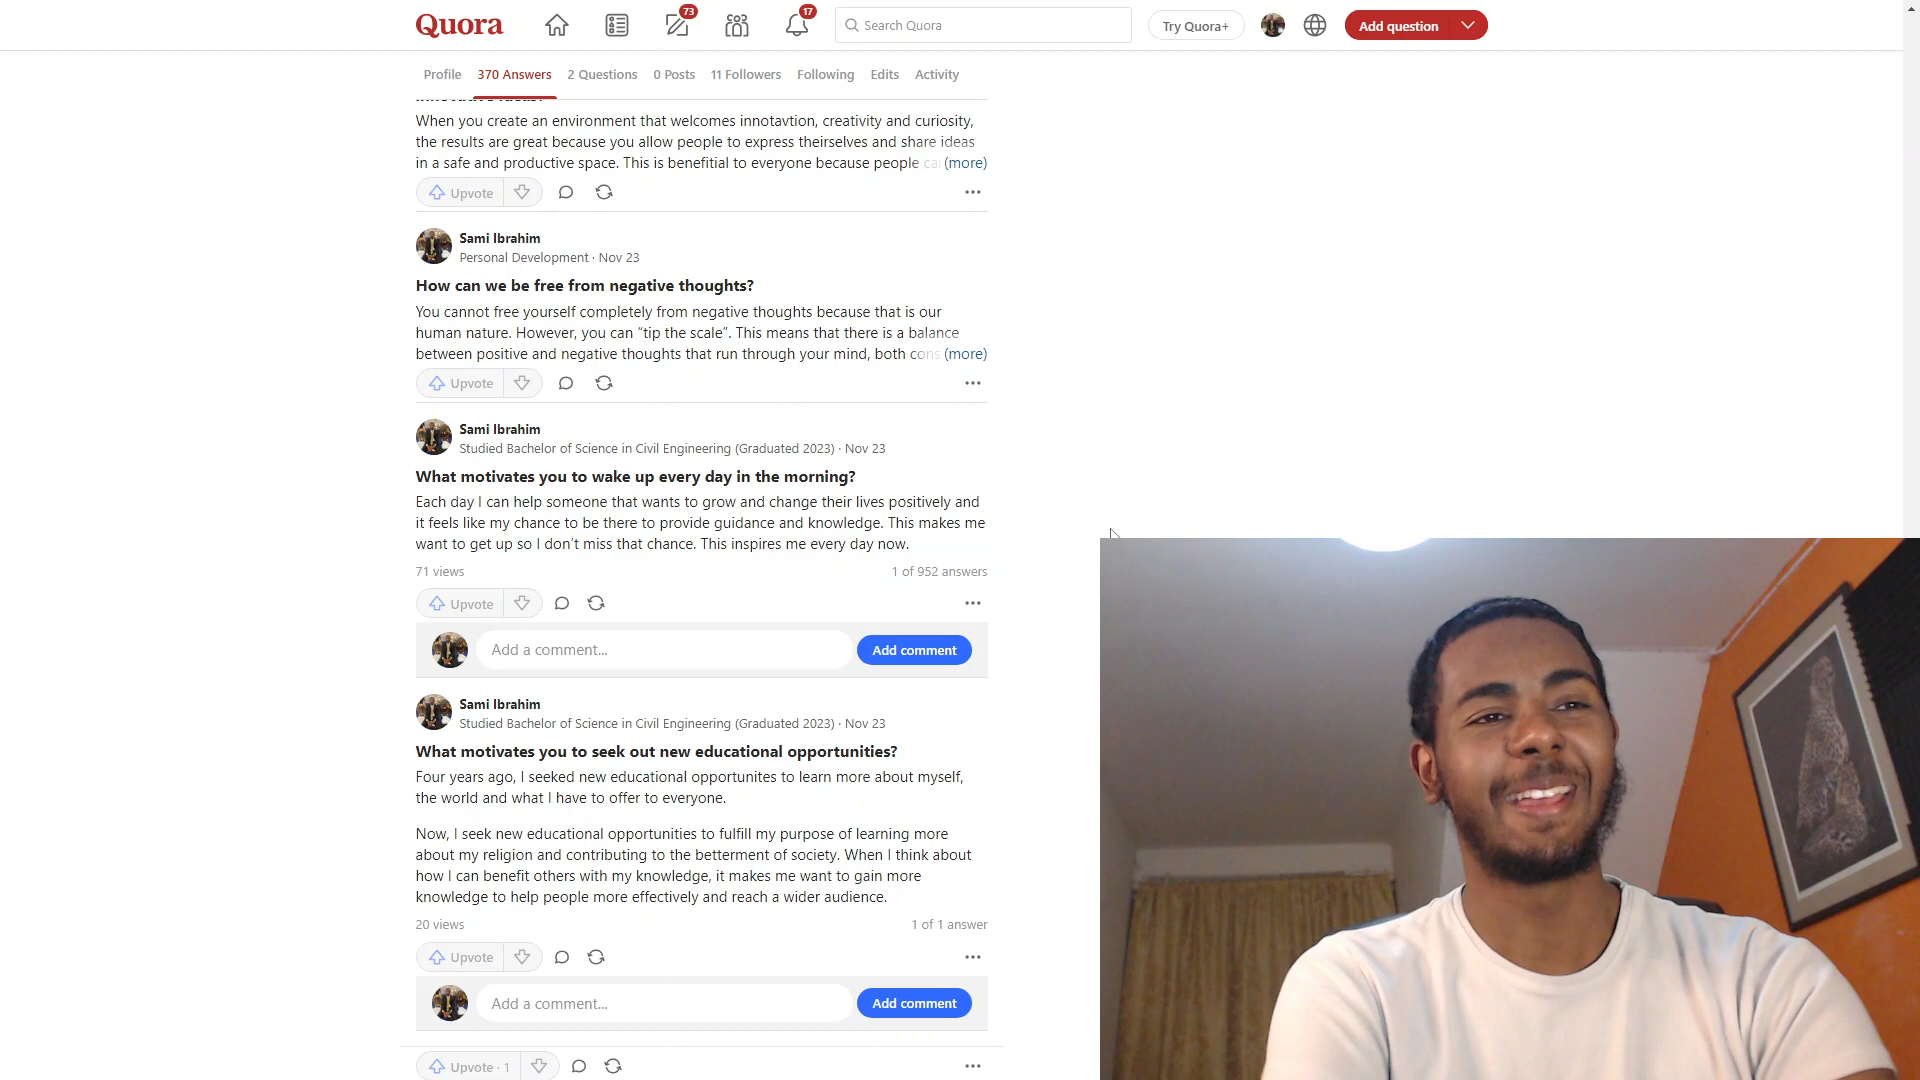 Quora
73
17
Search Quora
Try Quora+
Add question
Profile
370 Answers
2 Questions
0 Posts
11 Followers
Following
Edits
Activity
When you create an environment that welcomes innotavtion, creativity and curiosity,
the results are great because you allow people to express theirselves and share ideas
in a safe and productive space. This is benefitial to everyone because people ca (more)
Upvote
Sami Ibrahim
Personal Development · Nov 23
How can we be free from negative thoughts?
You cannot free yourself completely from negative thoughts because that is our
human nature. However, you can “tip the scale”. This means that there is a balance
between positive and negative thoughts that run through your mind, both cons (more)
Upvote
Sami Ibrahim
Studied Bachelor of Science in Civil Engineering (Graduated 2023) · Nov 23
What motivates you to wake up every day in the morning?
Each day I can help someone that wants to grow and change their lives positively and
it feels like my chance to be there to provide guidance and knowledge. This makes me
want to get up so I don’t miss that chance. This inspires me every day now.
71 views
1 of 952 answers
Upvote
Add a comment...
Add comment
Sami Ibrahim
Studied Bachelor of Science in Civil Engineering (Graduated 2023) · Nov 23
What motivates you to seek out new educational opportunities?
Four years ago, I seeked new educational opportunites to learn more about myself,
the world and what I have to offer to everyone.
Now, I seek new educational opportunities to fulfill my purpose of learning more
about my religion and contributing to the betterment of society. When I think about
how I can benefit others with my knowledge, it makes me want to gain more
knowledge to help people more effectively and reach a wider audience.
20 views
1 of 1 answer
Upvote
Add a comment...
Add comment
Upvote · 1